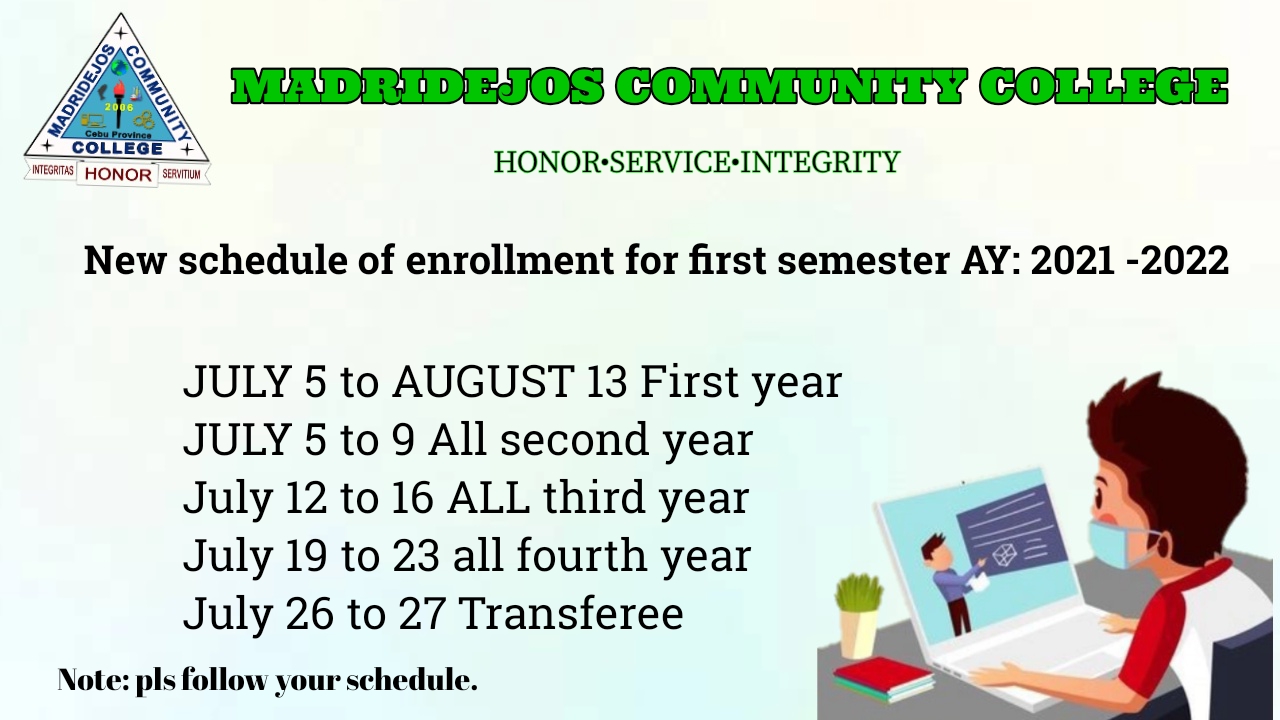 MADRIDEJOS COMMUNITY
2006
Cebu Province
COLLEGE
INTEGRITAS HONOR SERVITIUM
MADRIDEJOS COMMUNITY COLLEGE
HONOR•SERVICE•INTEGRITY
New schedule of enrollment for first semester AY: 2021 -2022
JULY 5 to AUGUST 13 First year
JULY 5 to 9 All second year
July 12 to 16 ALL third year
July 19 to 23 all fourth year
July 26 to 27 Transferee
Note: pls follow your schedule.